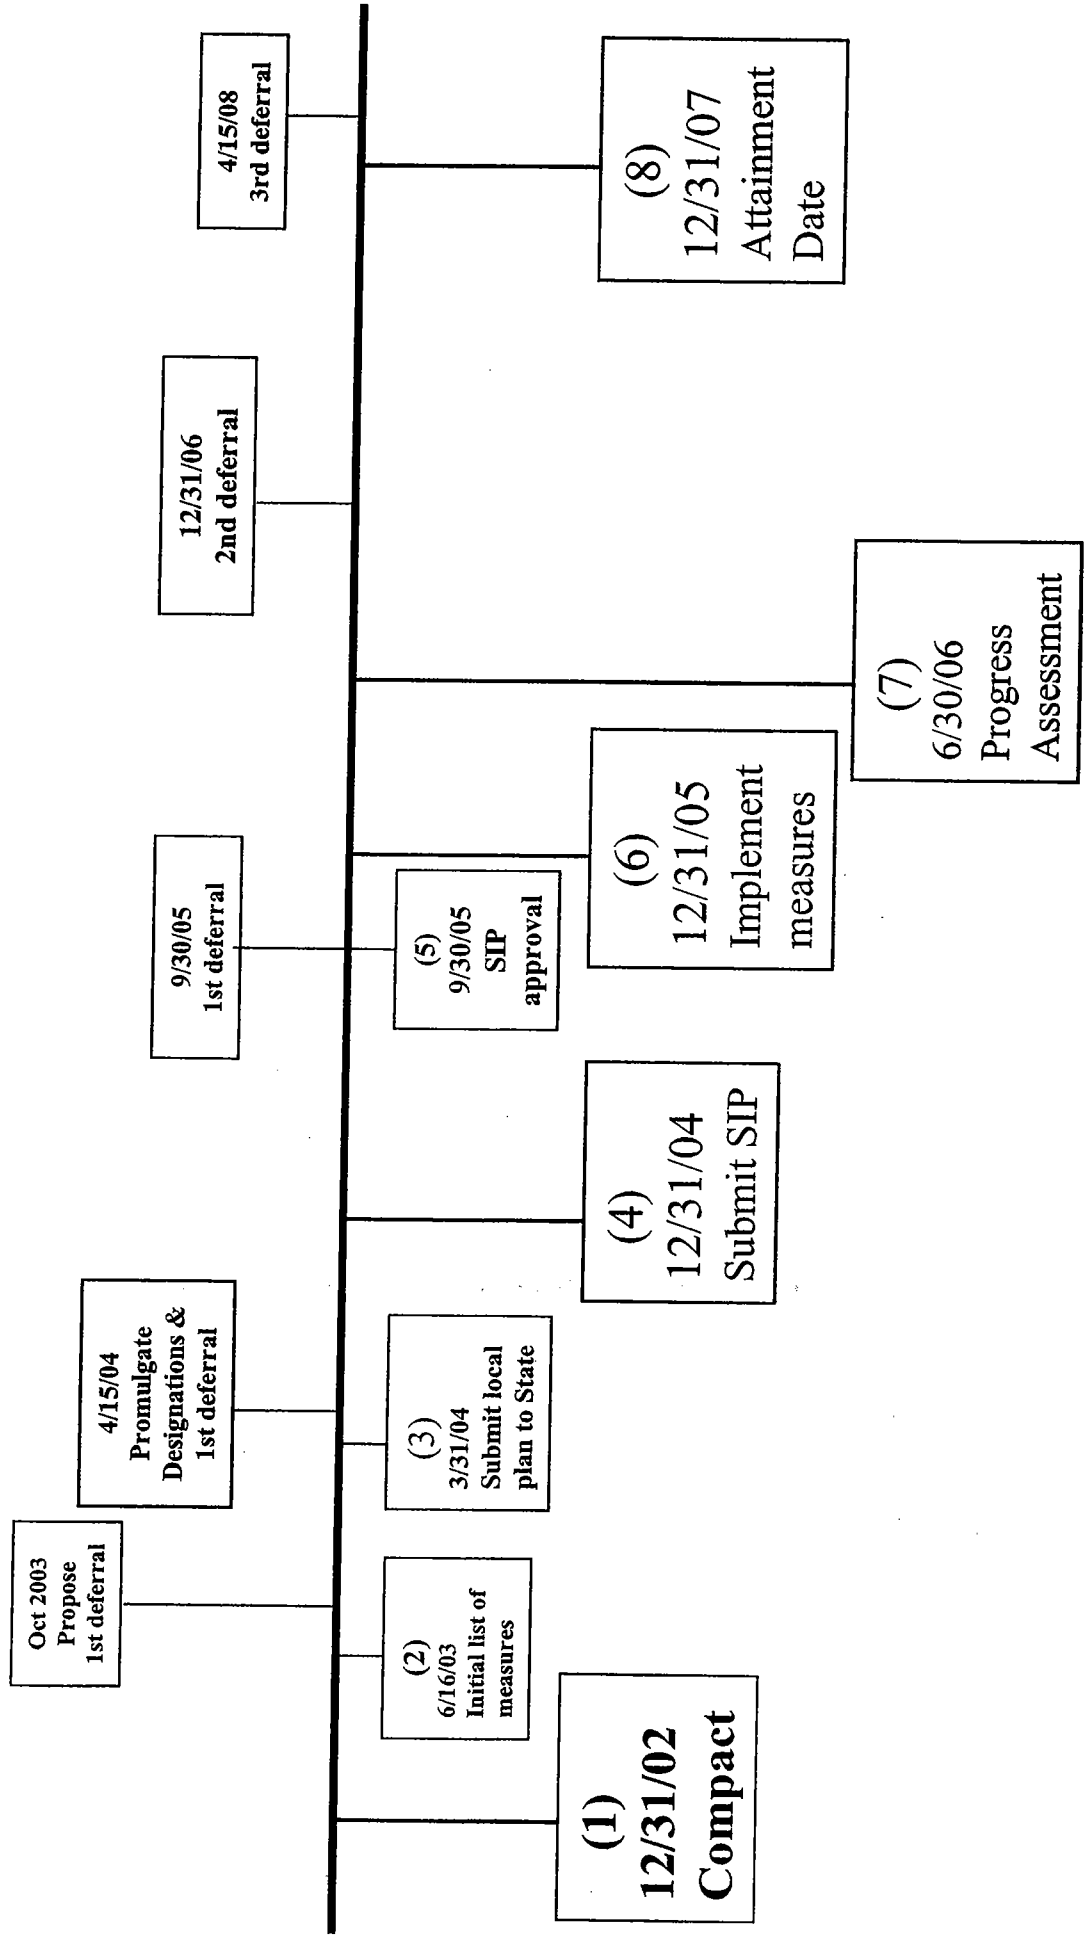 Oct 2003
Propose
1st deferral
4/15/04
Promulgate
Designations &
1st deferral
9/30/05
1st deferral
12/31/06
2nd deferral
4/15/08
3rd deferral
(1)
12/31/02
Compact
(2)
6/16/03
Initial list of
measures
(3)
3/31/04
Submit local
plan to State
(4)
12/31/04
Submit SIP
(5)
9/30/05
SIP
approval
(6)
12/31/05
Implement
measures
(7)
6/30/06
Progress
Assessment
(8)
12/31/07
Attainment
Date